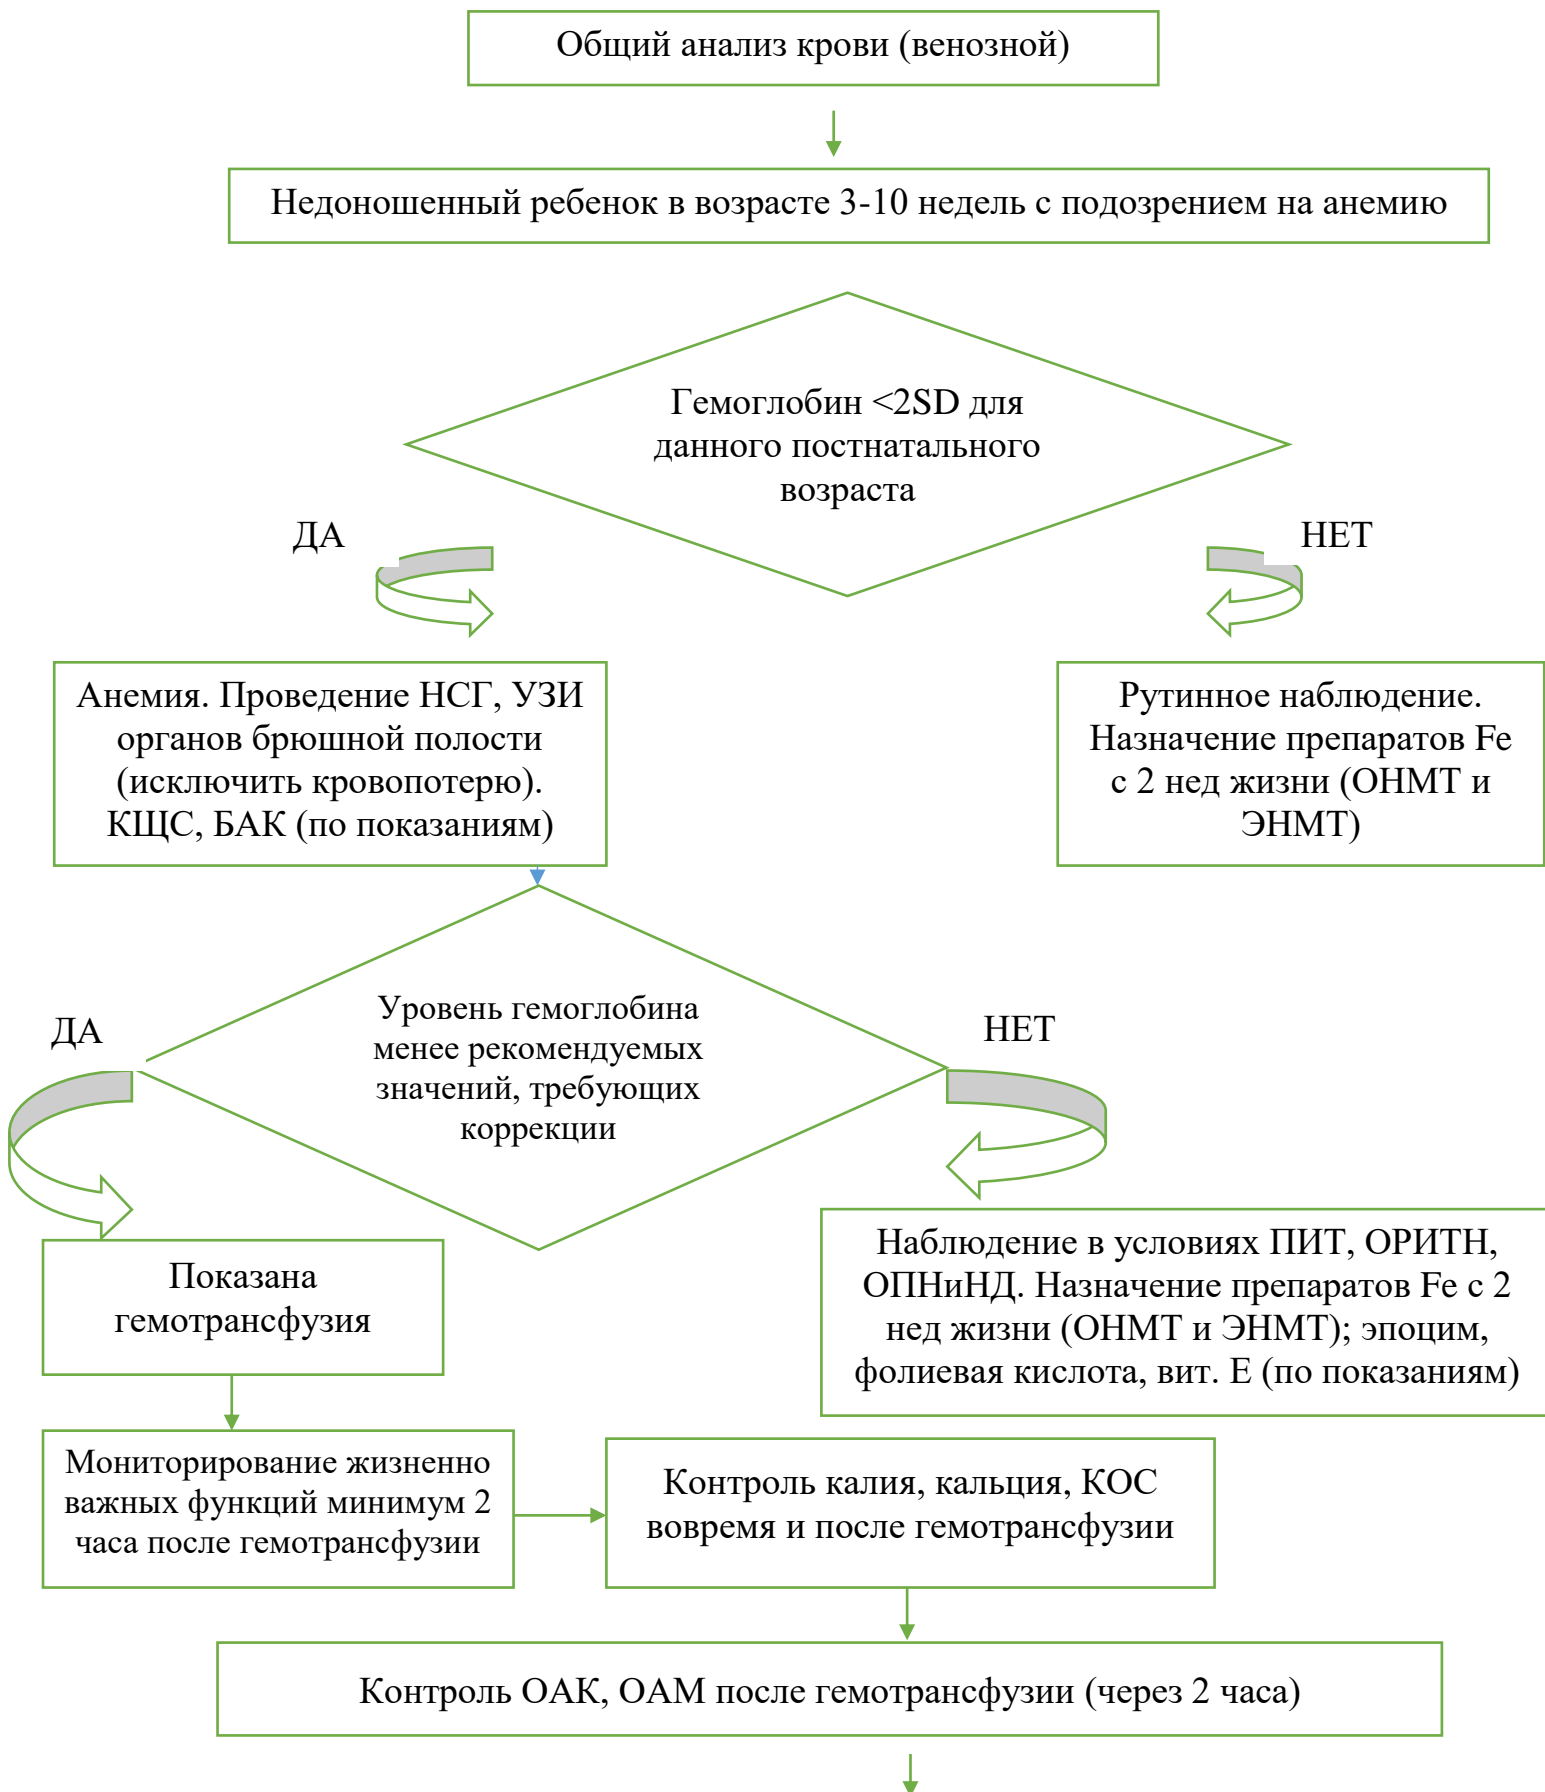 Общий анализ крови (венозной)
Недоношенный ребенок в возрасте 3-10 недель с подозрением на анемию
Гемоглобин <2SD для
данного постнатального
возраста
ДА
НЕТ
Анемия. Проведение НСГ, УЗИ
органов брюшной полости
(исключить кровопотерю).
КЩС, БАК (по показаниям)
Рутинное наблюдение.
Назначение препаратов Fe
с 2 нед жизни (ОНМТ и
ЭНМТ)
Уровень гемоглобина
менее рекомендуемых
значений, требующих
коррекции
ДА
НЕТ
Показана
гемотрансфузия
Наблюдение в условиях ПИТ, ОРИТН,
ОПНиНД. Назначение препаратов Fe с 2
нед жизни (ОНМТ и ЭНМТ); эпоцим,
фолиевая кислота, вит. Е (по показаниям)
Мониторирование жизненно
важных функций минимум 2
часа после гемотрансфузии
Контроль калия, кальция, КОС
вовремя и после гемотрансфузии
Контроль ОАК, ОАМ после гемотрансфузии (через 2 часа)